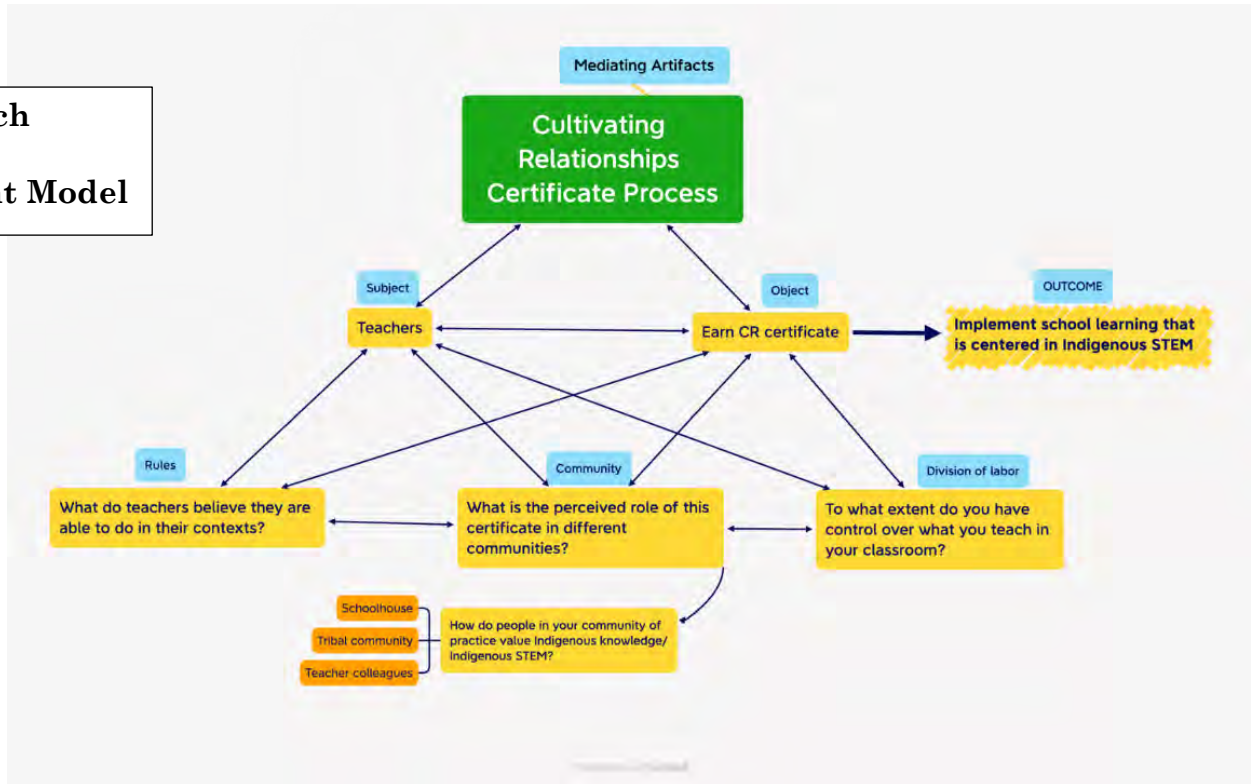 ch
t Model
Mediating Artifacts
Cultivating
Relationships
Certificate Process
Subject
Teachers
Object
Earn CR certificate
OUTCOME
Implement school learning that
is centered in Indigenous STEM
Rules
What do teachers believe they are
able to do in their contexts?
Community
What is the perceived role of this
certificate in different
communities?
Division of labor
To what extent do you have
control over what you teach in
your classroom?
Schoolhouse
Tribal community
Teacher colleagues
How do people in your community of
practice value Indigenous knowledge/
Indigenous STEM?